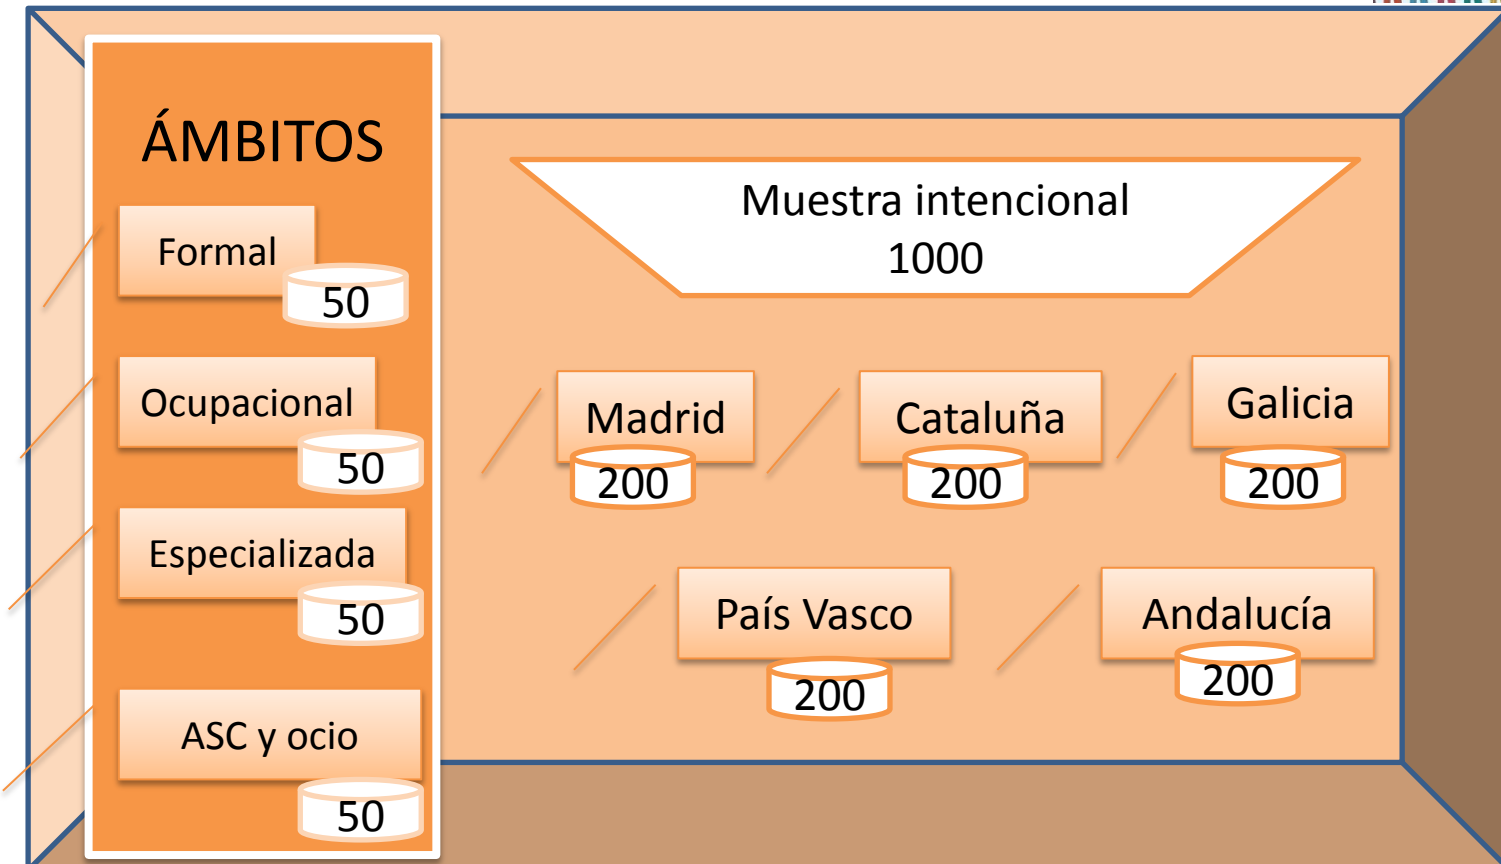 ÁMBITOS
Formal
50
Ocupacional
50
Especializada
50
ASC y ocio
50
Muestra intencional
1000
Madrid
200
Cataluña
200
Galicia
200
País Vasco
200
Andalucía
200